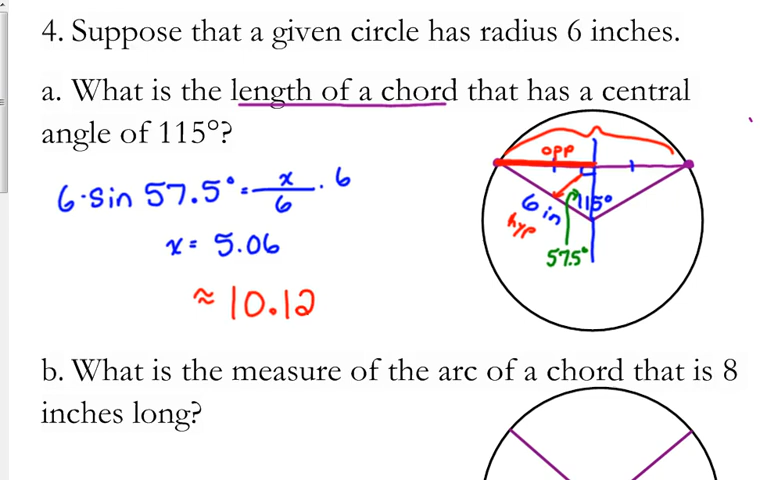 4. Suppose that a given circle has radius 6 inches.
a. What is the length of a chord that has a central
angle of 115°?
6·sin 57.5° = x/6 · 6
x = 5.06
≈ 10.12
opp
6 in
hyp
115°
57.5°
b. What is the measure of the arc of a chord that is 8
inches long?